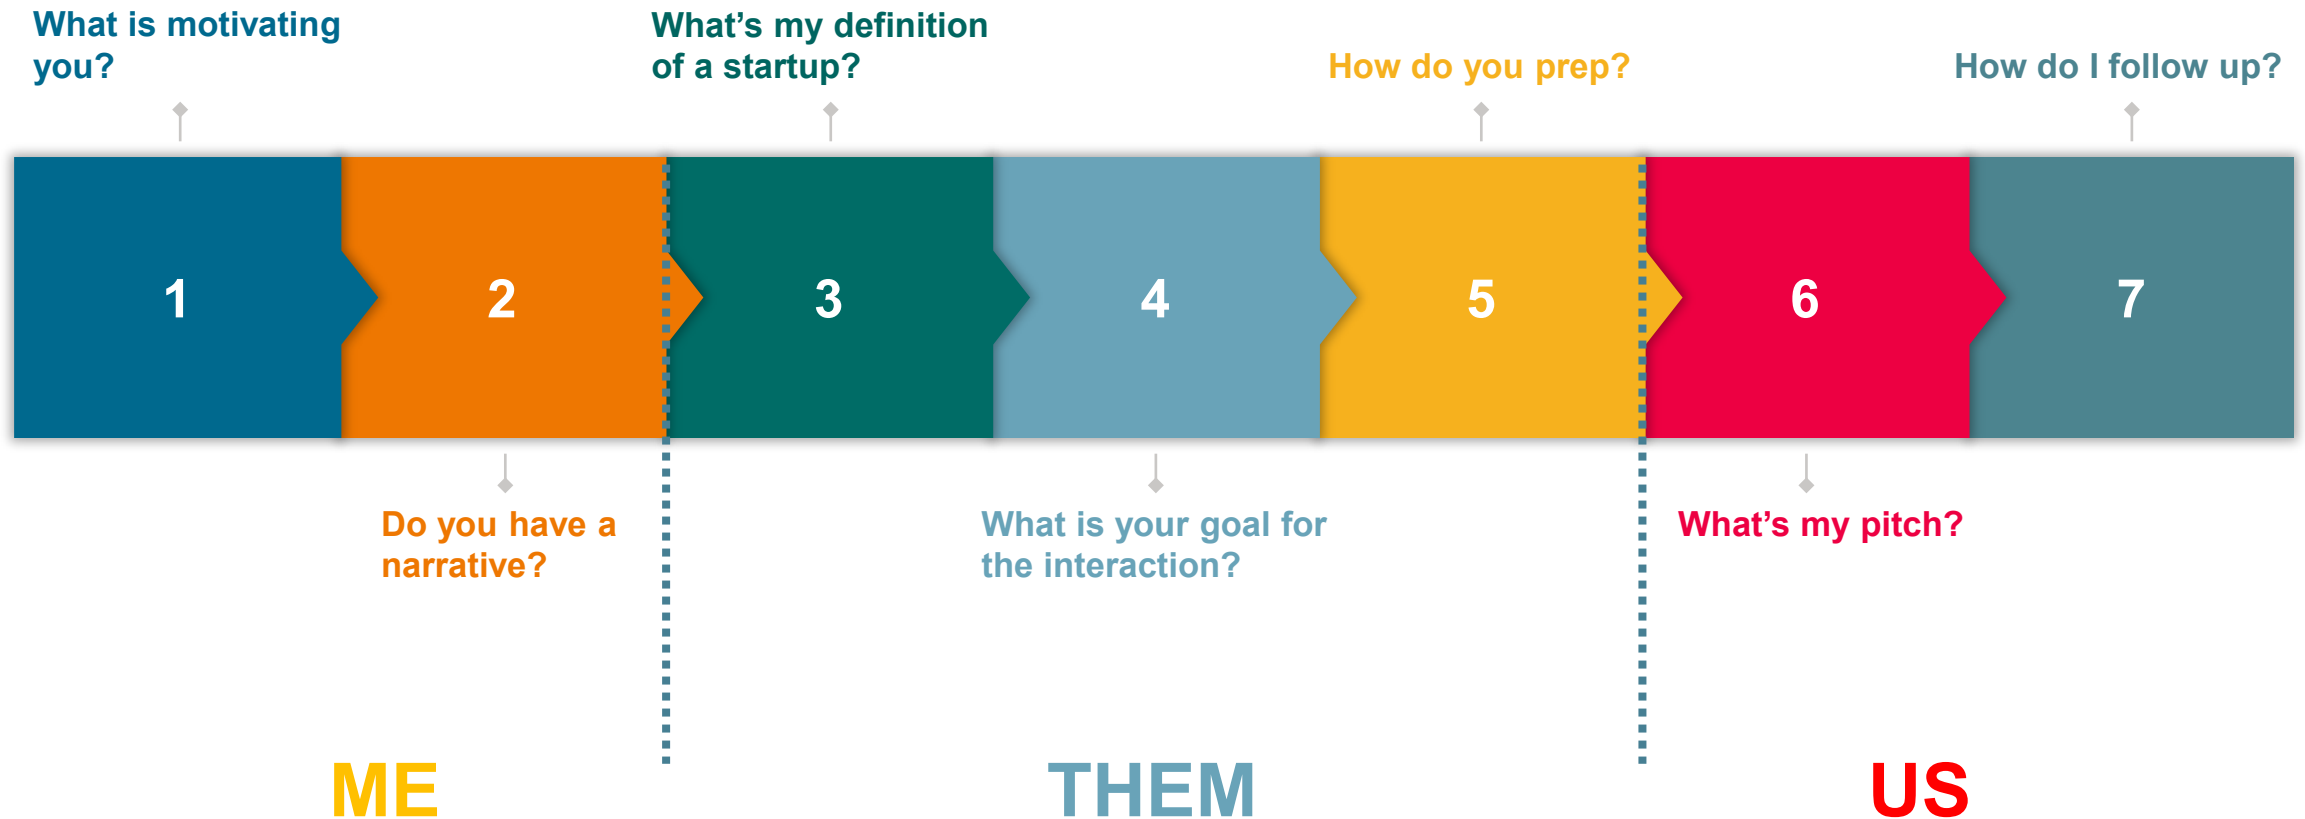 What is motivating
you?
What’s my definition
of a startup?
How do you prep?
How do I follow up?
1
2
3
4
5
6
7
Do you have a
narrative?
What is your goal for
the interaction?
What’s my pitch?
ME
THEM
US